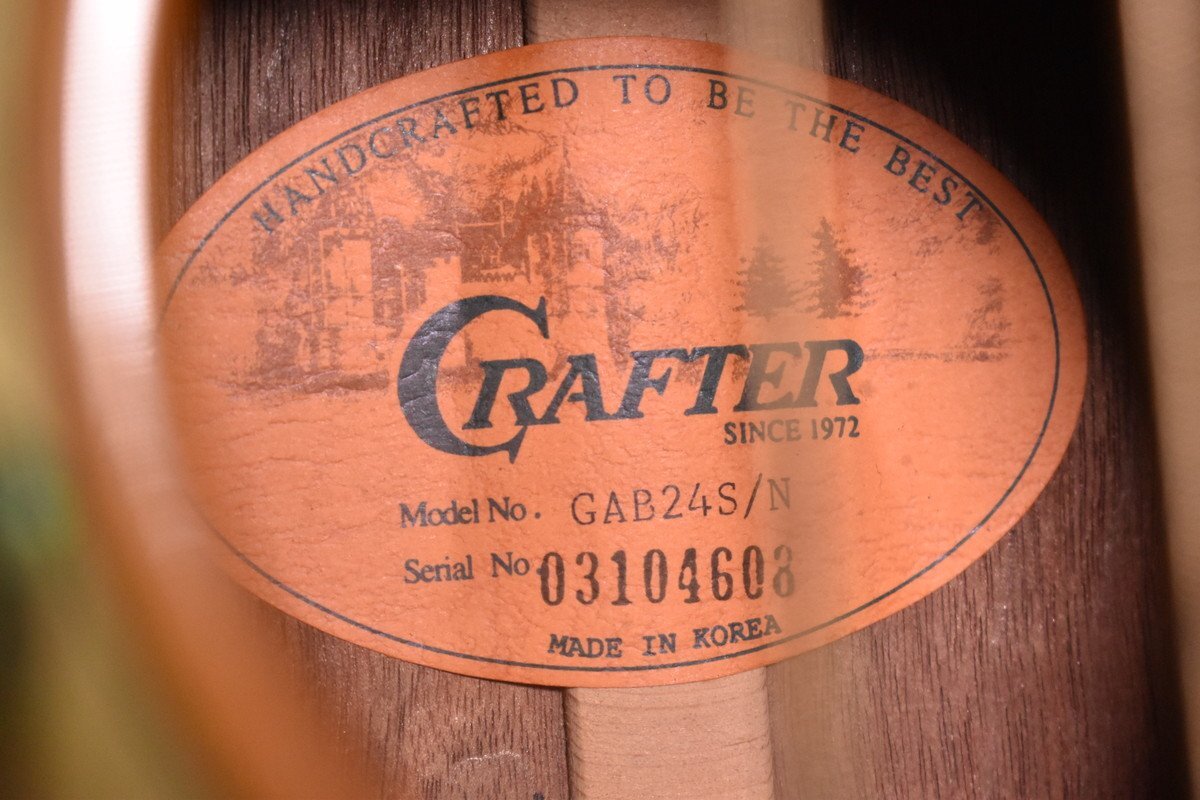 HANDCRAFTED TO BE THE BEST
CRAFTER
SINCE 1972
Model No. GAB24S/N
Serial No 03104608
MADE IN KOREA